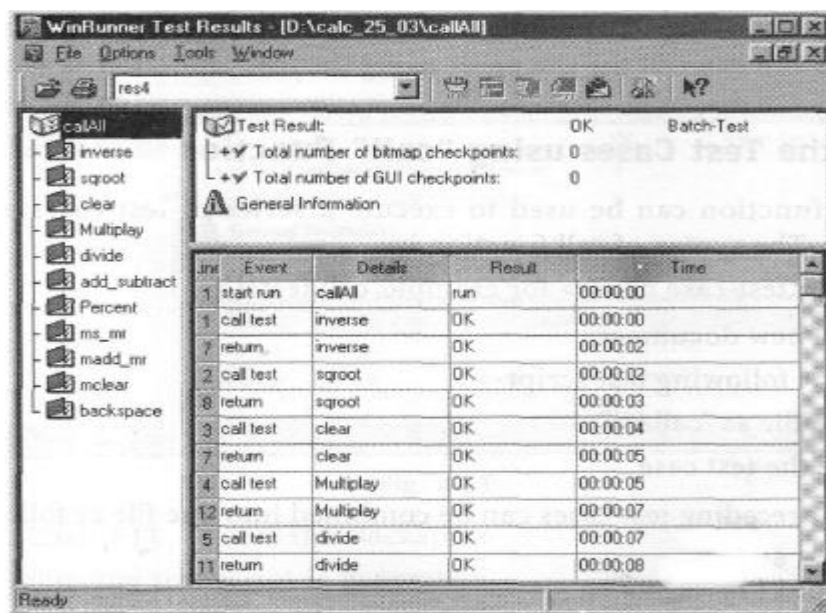 WinRunner Test Results - [D:\calc_25_03\callAll]
File Options Tools Window
res4
callAll
inverse
sqroot
clear
Multiplay
divide
add_subtract
Percent
ms_mr
madd_mr
mclear
backspace
Test Result: OK Batch-Test
Total number of bitmap checkpoints: 0
Total number of GUI checkpoints: 0
General Information
Line Event Details Result Time
1 start run callAll run 00:00:00
1 call test inverse OK 00:00:00
7 return inverse OK 00:00:02
2 call test sqroot OK 00:00:02
8 return sqroot OK 00:00:03
3 call test clear OK 00:00:04
7 return clear OK 00:00:05
4 call test Multiplay OK 00:00:05
12 return Multiplay OK 00:00:07
5 call test divide OK 00:00:07
11 return divide OK 00:00:08
Ready